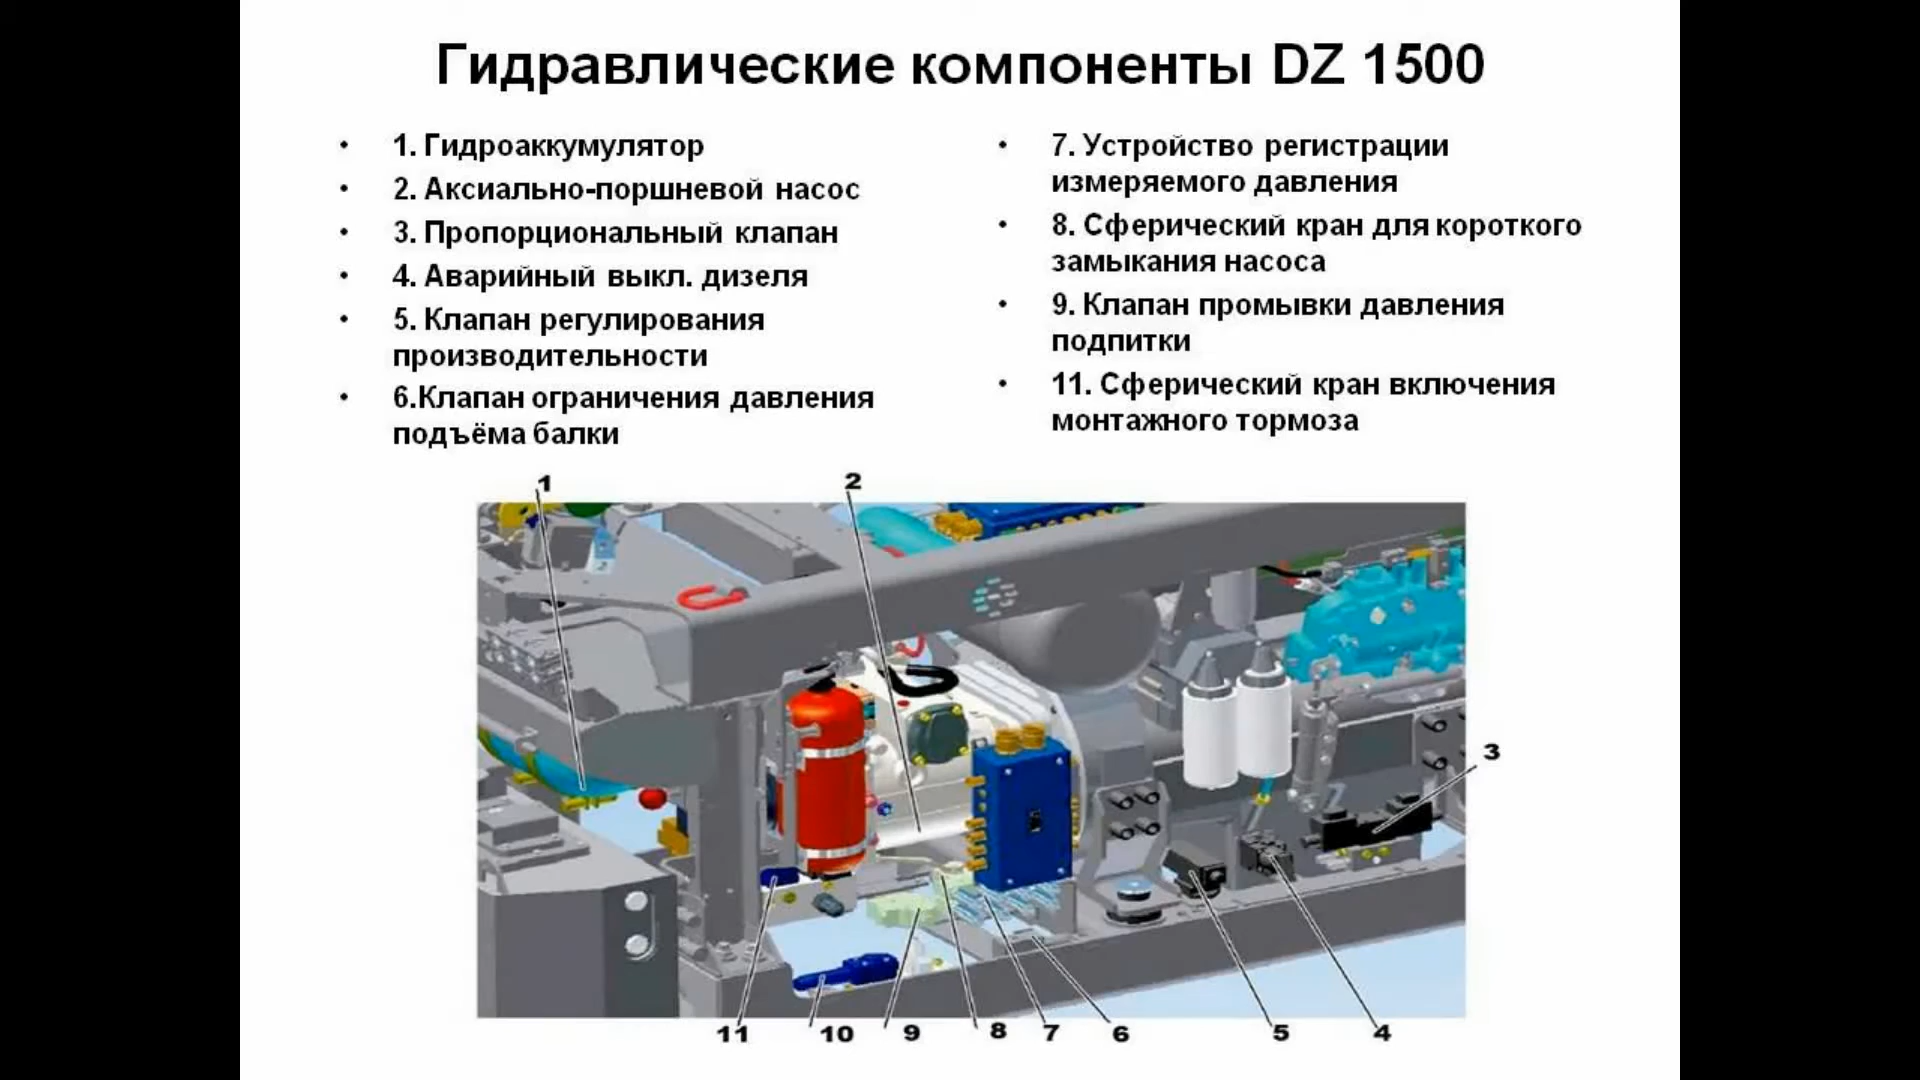 Гидравлические компоненты DZ 1500
• 1. Гидроаккумулятор
• 2. Аксиально-поршневой насос
• 3. Пропорциональный клапан
• 4. Аварийный выкл. дизеля
• 5. Клапан регулирования
производительности
• 6.Клапан ограничения давления
подъёма балки
• 7. Устройство регистрации
измеряемого давления
• 8. Сферический кран для короткого
замыкания насоса
• 9. Клапан промывки давления
подпитки
• 11. Сферический кран включения
монтажного тормоза
1 2
3
11 10 9 8 7 6 5 4